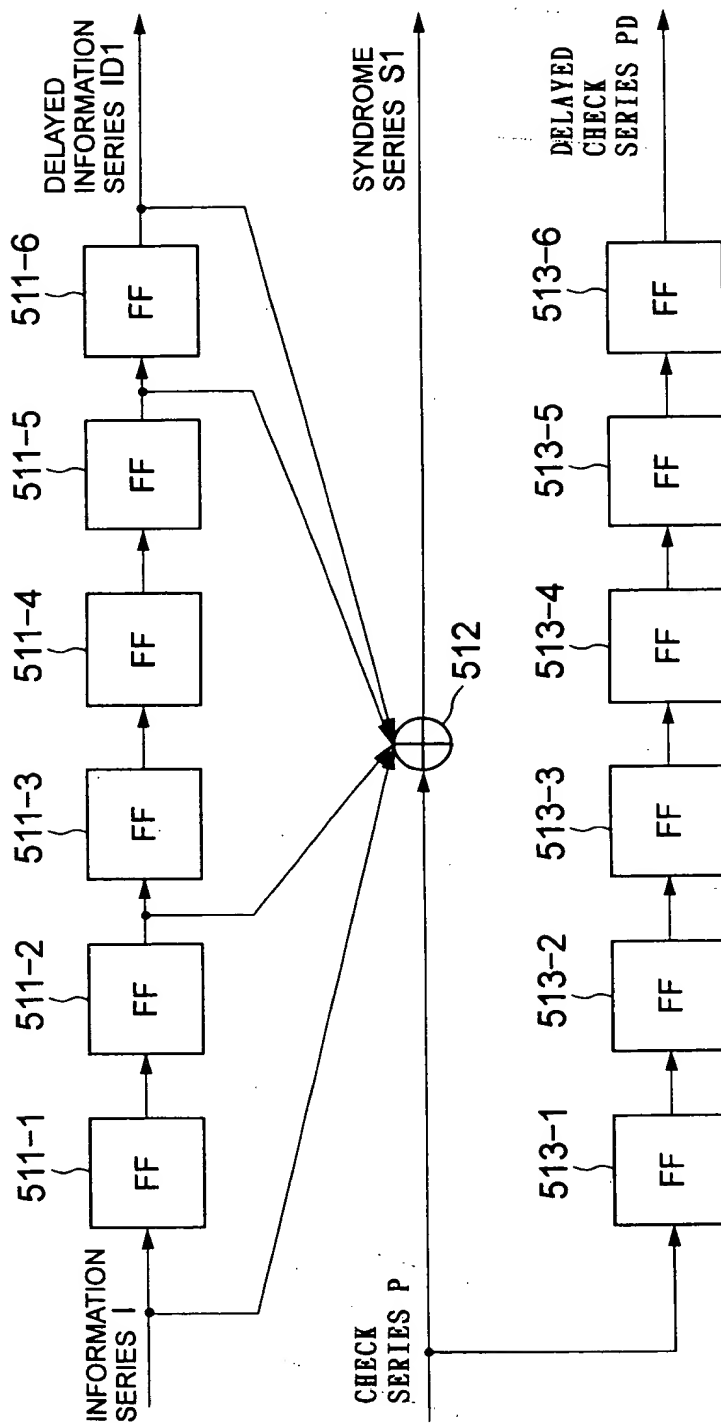 511-1
511-2
511-3
511-4
511-5
511-6
DELAYED
INFORMATION
SERIES ID1
INFORMATION
SERIES I
FF
FF
FF
FF
FF
FF
SYNDROME
SERIES S1
512
CHECK
SERIES P
DELAYED
CHECK
SERIES PD
513-1
513-2
513-3
513-4
513-5
513-6
FF
FF
FF
FF
FF
FF